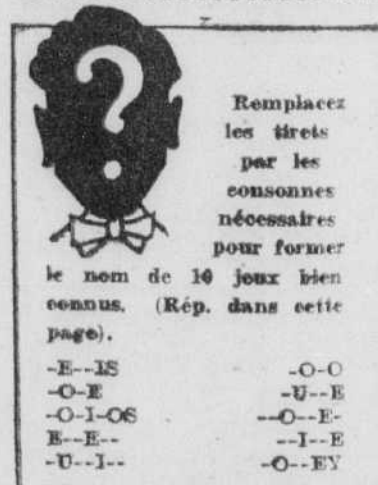 ?
Remplacez
les tirets
par les
consonnes
nécessaires
pour former
le nom de 10 jeux bien
connus. (Rép. dans cette
page).
-E--IS
-O-E
-O-I-OS
E--E--
-U-I--
-O-O
-U--E
--O--E-
--I--E
-O--EY